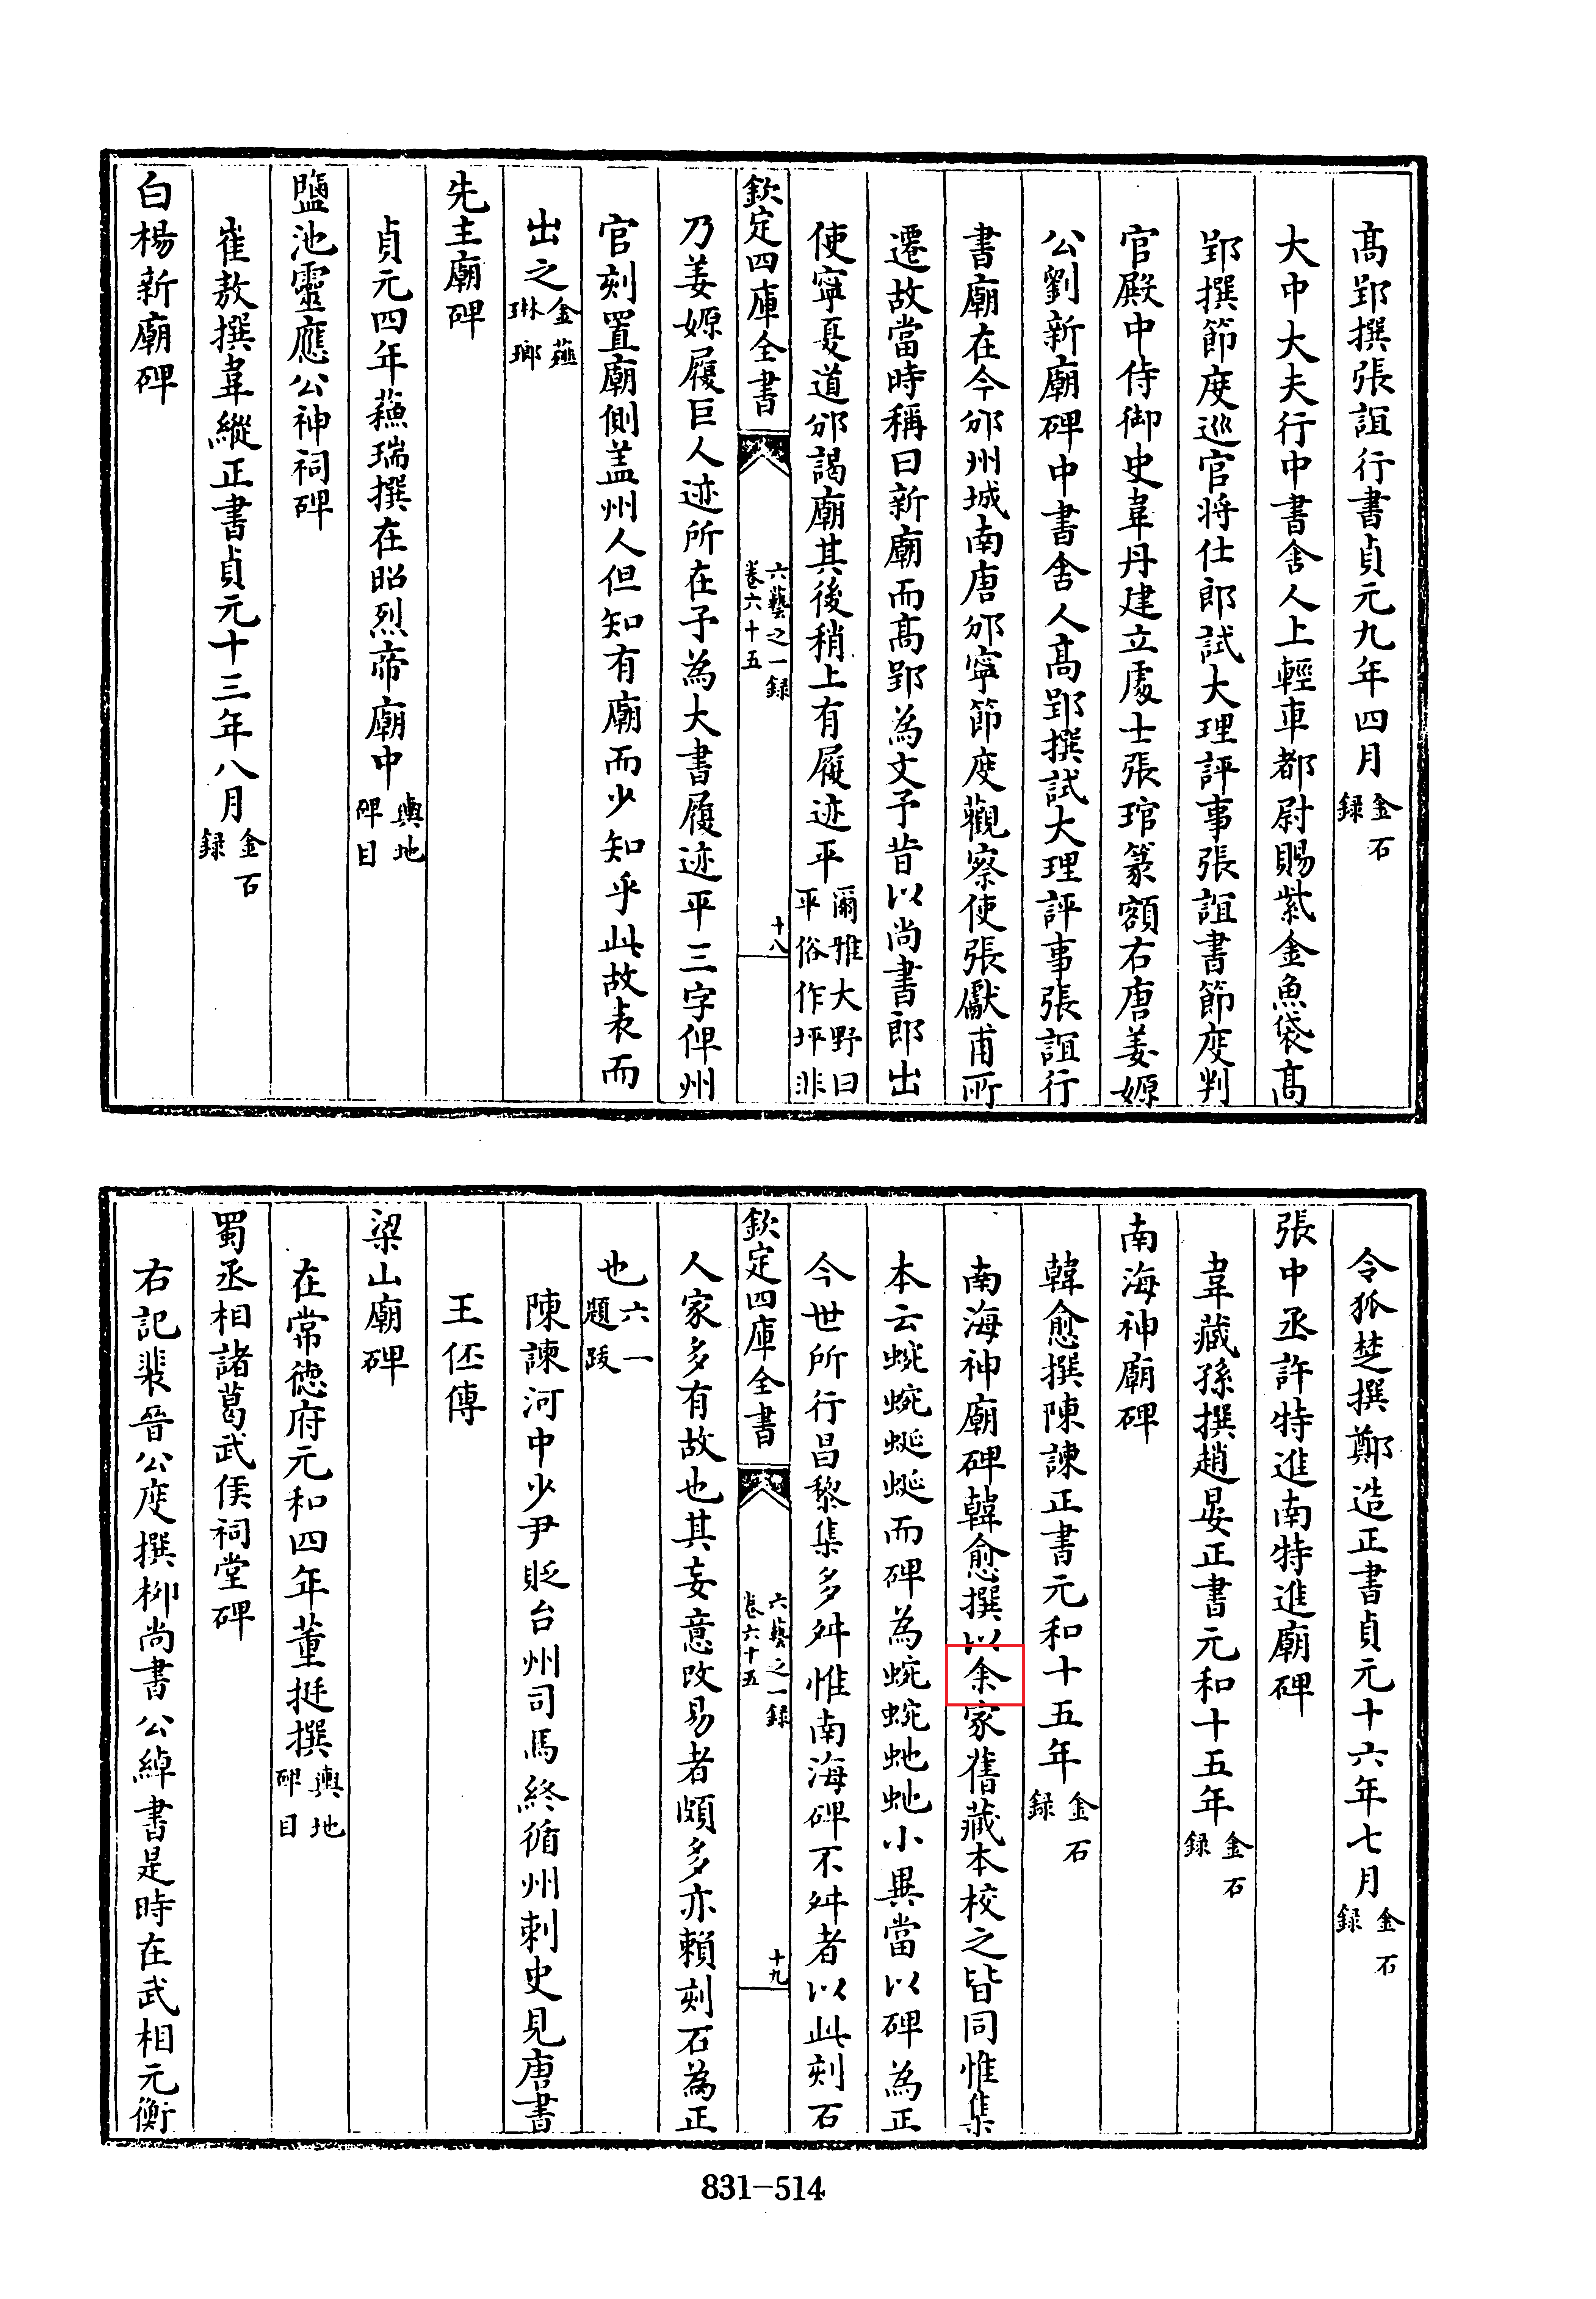 髙郢撰張誼行書貞元九年四月金石録
大中大夫行中書舍人上輕車都尉賜紫金魚袋髙
郢撰節度巡官將仕郎試大理評事張誼書節度判
官殿中侍御史韋丹建立處士張琯篆額右唐姜嫄
公劉新廟碑中書舍人髙郢撰試大理評事張誼行
書廟在今邠州城南唐邠寧節度觀察使張獻甫所
遷故當時稱曰新廟而髙郢為文予昔以尚書郎出
使寧夏道邠謁廟其後稍上有履迹平爾雅大野曰平俗作坪非
欽定四庫全書
六藝之一録
卷六十五
十八
乃姜嫄履巨人迹所在予為大書履迹平三字俾州
官刻置廟側盖州人但知有廟而少知乎此故表而
出之金薤琳瑯
先主廟碑
貞元四年蘓瑞撰在昭烈帝廟中輿地碑目
鹽池靈應公神祠碑
崔敖撰韋縱正書貞元十三年八月金石録
白楊新廟碑
令狐楚撰鄭造正書貞元十六年七月金石録
張中丞許特進南特進廟碑
韋藏孫撰趙晏正書元和十五年金石録
南海神廟碑
韓愈撰陳諫正書元和十五年金石録
南海神廟碑韓愈撰以余家舊藏本校之皆同惟集
本云蜿蜿蜒蜒而碑為蜿蜿虵虵小異當以碑為正
今世所行昌黎集多舛惟南海碑不舛者以此刻石
欽定四庫全書
六藝之一録
卷六十五
十九
人家多有故也其妄意改易者頗多亦賴刻石為正
也六一題跋
陳諫河中少尹貶台州司馬終循州刺史見唐書
王伾傳
梁山廟碑
在常徳府元和四年董挺撰輿地碑目
蜀丞相諸葛武侯祠堂碑
右記裴晉公度撰栁尚書公綽書是時在武相元衡
831-514